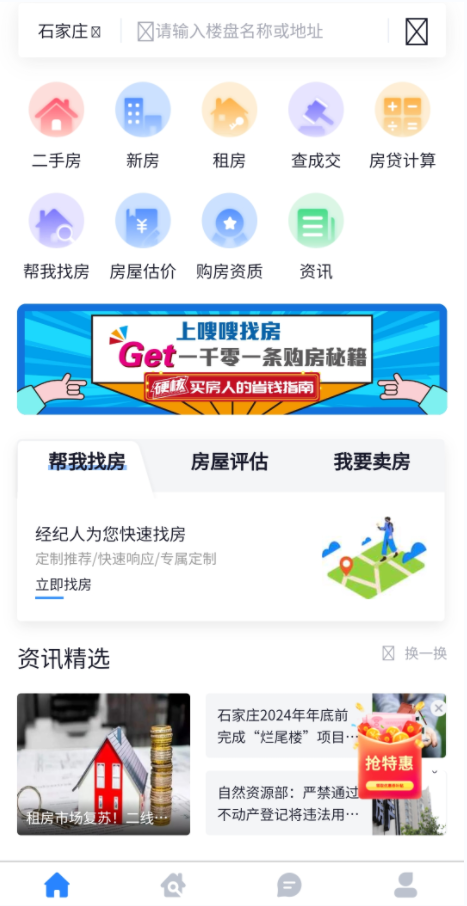 石家庄
请输入楼盘名称或地址
二手房
新房
租房
查成交
房贷计算
帮我找房
房屋估价
购房资质
资讯
上嗖嗖找房
Get一千零一条购房秘籍
硬核 买房人的省钱指南
帮我找房
房屋评估
我要卖房
经纪人为您快速找房
定制推荐/快速响应/专属定制
立即找房
资讯精选
换一换
租房市场复苏！二线…
石家庄2024年年底前
完成“烂尾楼”项目…
抢特惠
自然资源部：严禁通过
不动产登记将违法用…